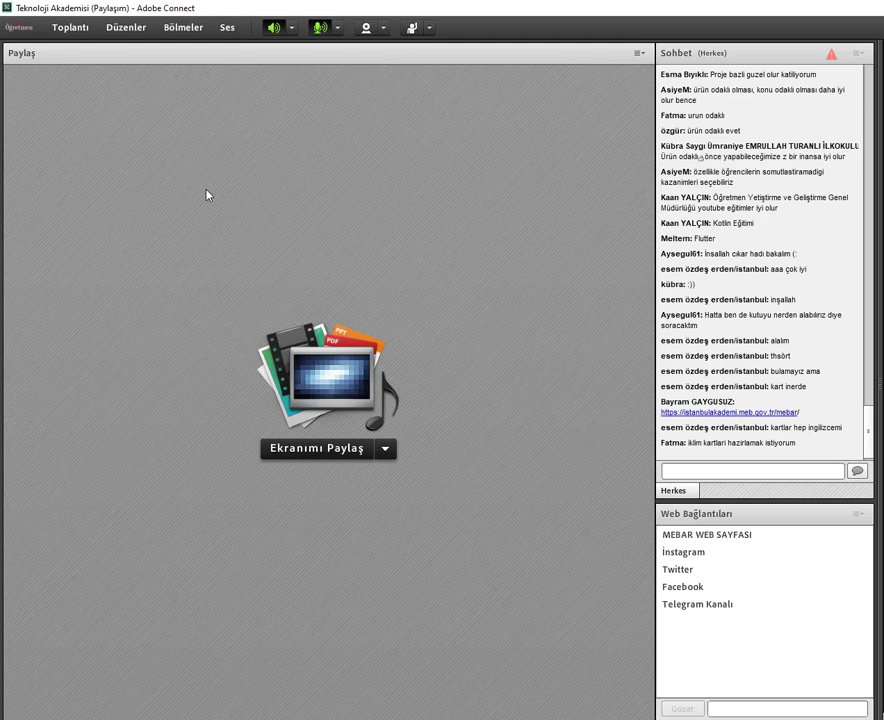 Teknoloji Akademisi (Paylaşım) - Adobe Connect
Öğretmen
Toplantı Düzenler Bölmeler Ses
Paylaş
Sohbet (Herkes)
Esma Bıyıklı: Proje bazli guzel olur katiliyorum
AsiyeM: ürün odaklı olması, konu odaklı olması daha iyi
olur bence
Fatma: urun odaklı
özgür: ürün odaklı evet
Kübra Saygı Ümraniye EMRULLAH TURANLI İLKOKULU
Ürün odaklı önce yapabileceğimize z bir inansa iyi olur
AsiyeM: özellikle öğrencilerin somutlastiramadigi
kazanimleri seçebiliriz
Kaan YALÇIN: Öğretmen Yetiştirme ve Geliştirme Genel
Müdürlüğü youtube eğitimler iyi olur
Kaan YALÇIN: Kotlin Eğitimi
Meltem: Flutter
Aysegul61: İnsallah cıkar hadı bakalım (:
esem özdeş erden/istanbul: aaa çok iyi
kübra: :))
esem özdeş erden/istanbul: inşallah
Aysegul61: Hatta ben de kutuyu nerden alabılırız dıye
soracaktım
esem özdeş erden/istanbul: alalım
esem özdeş erden/istanbul: thsört
esem özdeş erden/istanbul: bulamayız ama
esem özdeş erden/istanbul: kart inerde
Bayram GAYGUSUZ:
https://istanbulakademi.meb.gov.tr/mebar/
esem özdeş erden/istanbul: kartlar hep ingilizcemi
Fatma: iklim kartlari hazirlamak istiyorum
PPT
PDF
Ekranımı Paylaş
Herkes
Web Bağlantıları
MEBAR WEB SAYFASI
İnstagram
Twitter
Facebook
Telegram Kanalı
Gözat